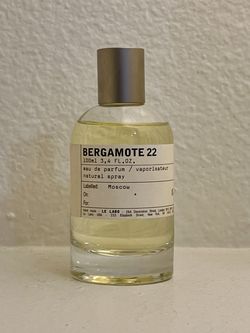 BERGAMOTE 22
100ml 3,4 FL.OZ.
eau de parfum / vaporisateur
natural spray
Labelled: Moscow
On:
For:
LE LABO